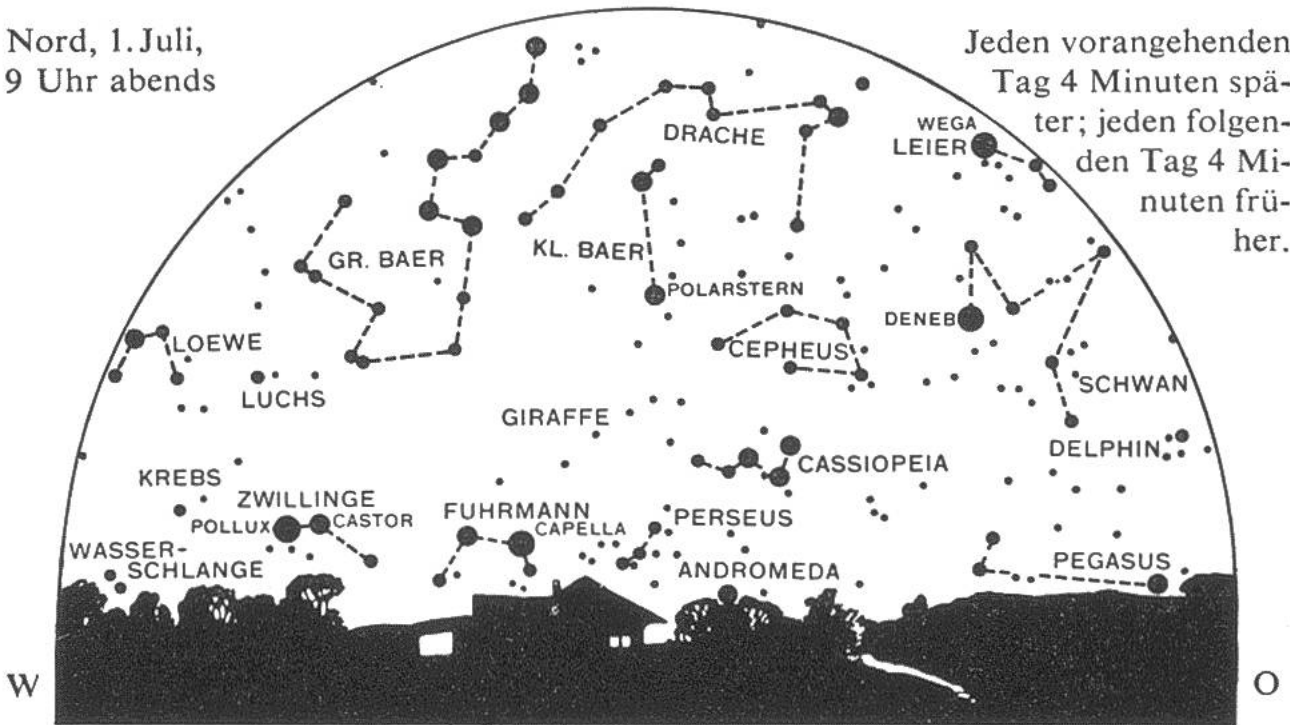 Nord, 1. Juli,
9 Uhr abends
Jeden vorangehenden
Tag 4 Minuten spä-
ter; jeden folgen-
den Tag 4 Mi-
nuten frü-
her.
DRACHE
WEGA
LEIER
GR. BAER
KL. BAER
POLARSTERN
DENEB
LOEWE
CEPHEUS
LUCHS
SCHWAN
GIRAFFE
DELPHIN
CASSIOPEIA
KREBS
ZWILLINGE
POLLUX
CASTOR
FUHRMANN
CAPELLA
PERSEUS
WASSER-
SCHLANGE
ANDROMEDA
PEGASUS
W
O